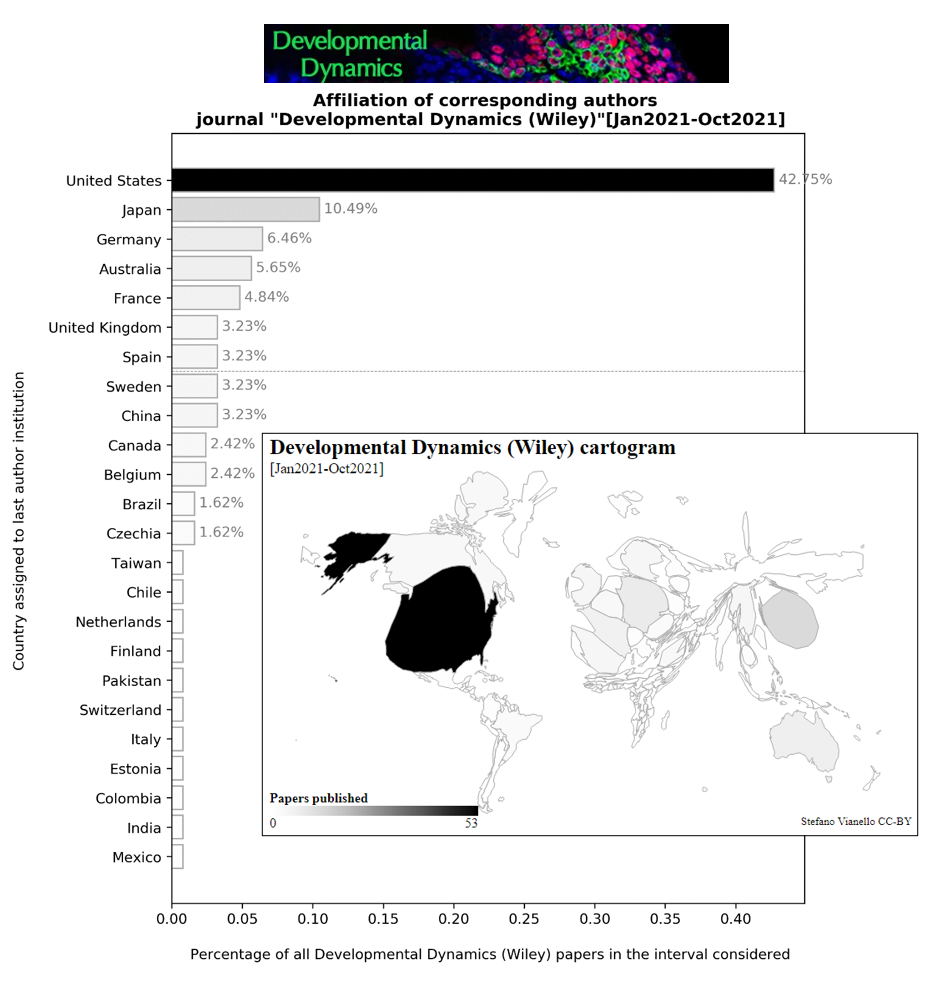 Developmental
Dynamics
Affiliation of corresponding authors
journal "Developmental Dynamics (Wiley)"[Jan2021-Oct2021]
Country assigned to last author institution
United States 42.75%
Japan 10.49%
Germany 6.46%
Australia 5.65%
France 4.84%
United Kingdom 3.23%
Spain 3.23%
Sweden 3.23%
China 3.23%
Canada 2.42%
Belgium 2.42%
Brazil 1.62%
Czechia 1.62%
Taiwan
Chile
Netherlands
Finland
Pakistan
Switzerland
Italy
Estonia
Colombia
India
Mexico
Developmental Dynamics (Wiley) cartogram
[Jan2021-Oct2021]
Papers published
0 53
Stefano Vianello CC-BY
0.00 0.05 0.10 0.15 0.20 0.25 0.30 0.35 0.40
Percentage of all Developmental Dynamics (Wiley) papers in the interval considered